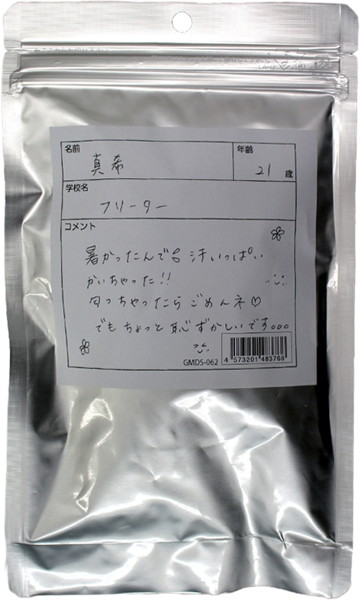 名前
真希
年齢
21 歳
学校名
フリーター
コメント
暑かったんで汗いっぱい
かいちゃった!!
匂っちゃったらごめんネ♡
でもちょっと恥ずかしいです。。。
GMDS-062
4 573201 485768